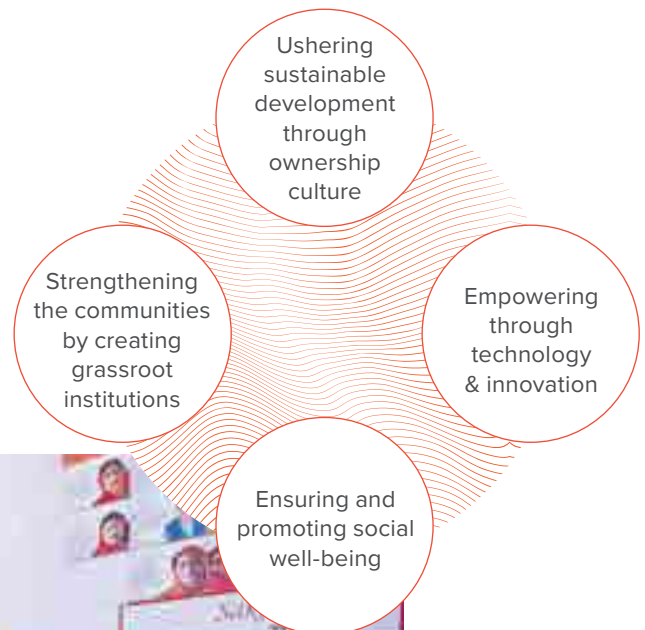 Ushering
sustainable
development
through
ownership
culture
Strengthening
the communities
by creating
grassroot
institutions
Empowering
through
technology
& innovation
Ensuring and
promoting social
well-being